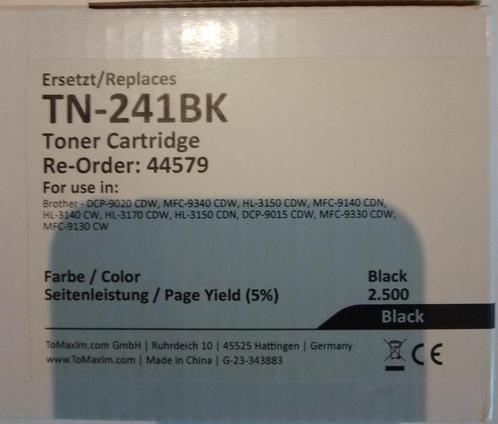 Ersetzt/Replaces
TN-241BK
Toner Cartridge
Re-Order: 44579
For use in:
Brother - DCP-9020 CDW, MFC-9340 CDW, HL-3150 CDW, MFC-9140 CDN,
HL-3140 CW, HL-3170 CDW, HL-3150 CDN, DCP-9015 CDW, MFC-9330 CDW,
MFC-9130 CW
Farbe / Color Black
Seitenleistung / Page Yield (5%) 2.500
Black
ToMaxIm.com GmbH | Ruhrdeich 10 | 45525 Hattingen | Germany
www.ToMaxIm.com | Made in China | G-23-343883
CE